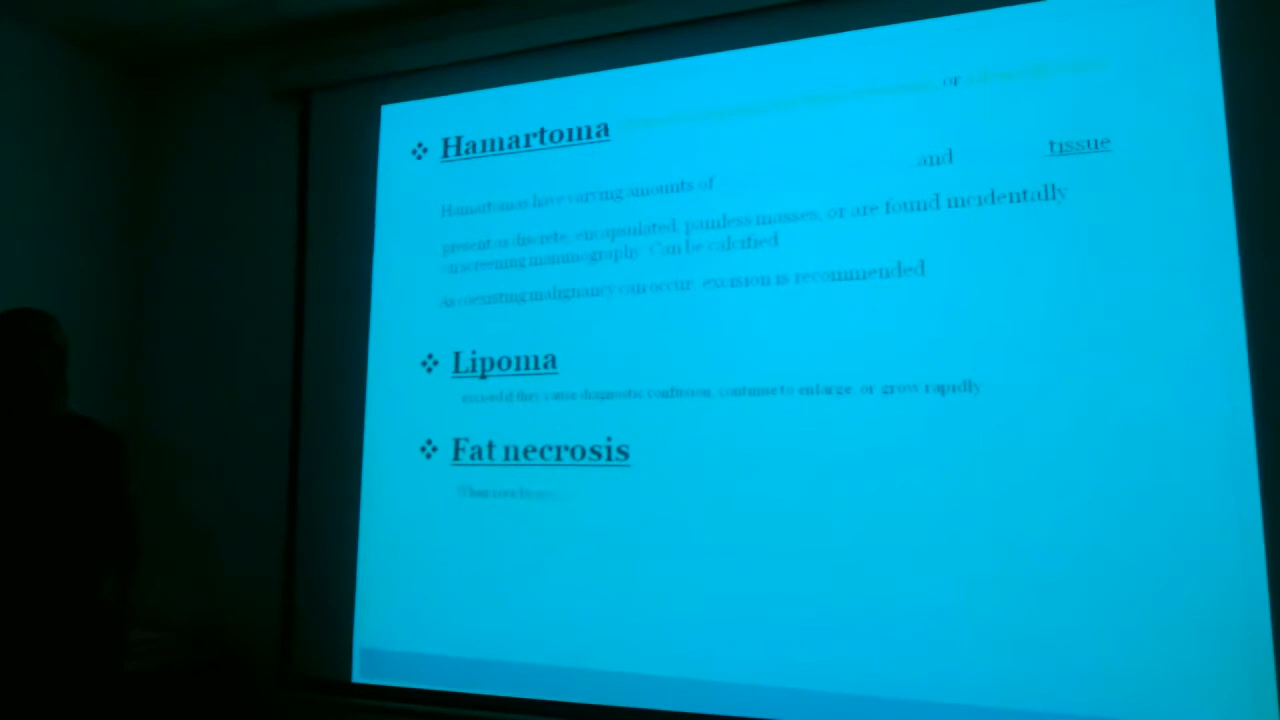 ❖ Hamartoma or
Hamartomas have varying amounts of and tissue
present as discrete, encapsulated, painless masses, or are found incidentally
on screening mammography. Can be calcified
As coexisting malignancy can occur, excision is recommended
❖ Lipoma
excised if they cause diagnostic confusion, continue to enlarge, or grow rapidly
❖ Fat necrosis